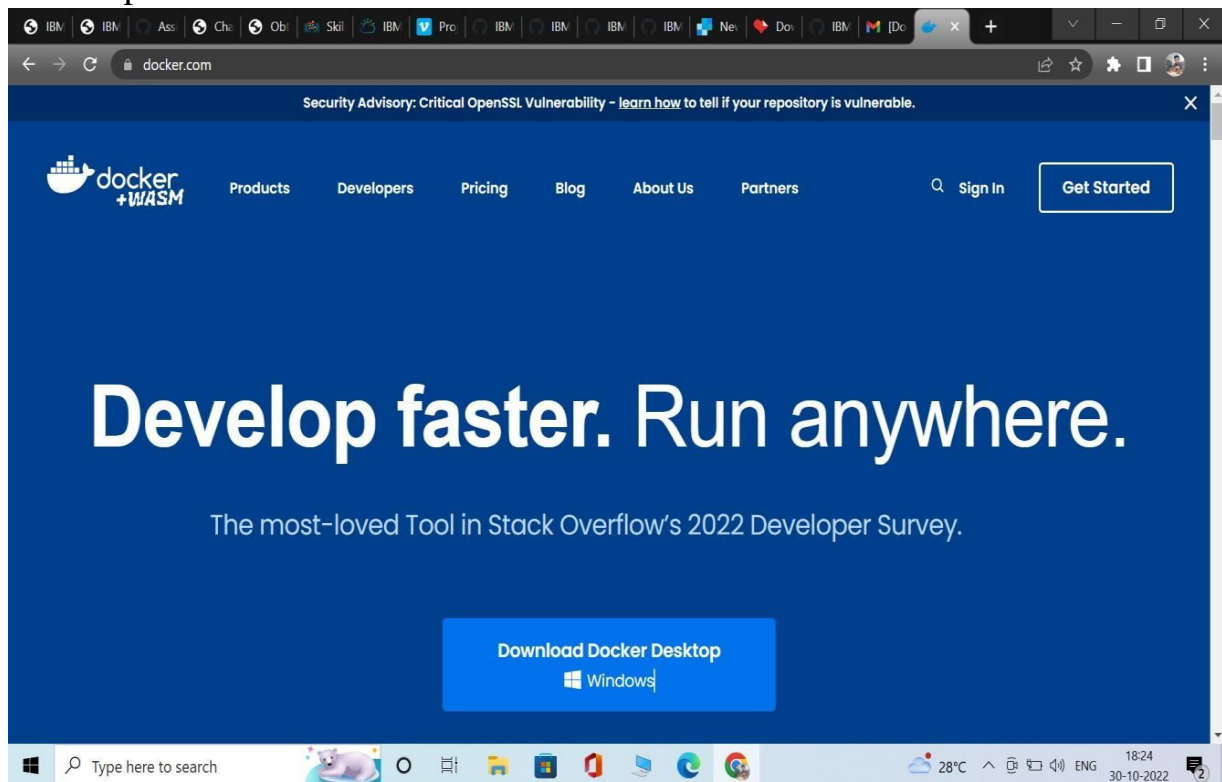 IBM IBM Ass Cha Obt Skil IBM Pro IBM IBM IBM IBM Nev Dov IBM [Do
docker.com
Security Advisory: Critical OpenSSL Vulnerability – learn how to tell if your repository is vulnerable.
docker
+WASM
Products Developers Pricing Blog About Us Partners Sign In Get Started
Develop faster. Run anywhere.
The most-loved Tool in Stack Overflow's 2022 Developer Survey.
Download Docker Desktop
Windows
Type here to search 28°C ENG 18:24
30-10-2022 2